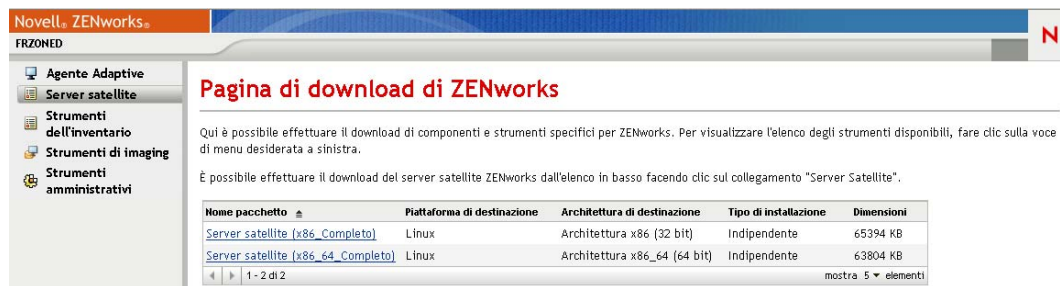 Novell® ZENworks®
FRZONED
N
Agente Adaptive
Server satellite
Strumenti
dell'inventario
Strumenti di imaging
Strumenti
amministrativi
Pagina di download di ZENworks
Qui è possibile effettuare il download di componenti e strumenti specifici per ZENworks. Per visualizzare l'elenco degli strumenti disponibili, fare clic sulla voce
di menu desiderata a sinistra.
È possibile effettuare il download del server satellite ZENworks dall'elenco in basso facendo clic sul collegamento "Server Satellite".
Nome pacchetto Piattaforma di destinazione Architettura di destinazione Tipo di installazione Dimensioni
Server satellite (x86_Completo) Linux Architettura x86 (32 bit) Indipendente 65394 KB
Server satellite (x86_64_Completo) Linux Architettura x86_64 (64 bit) Indipendente 63804 KB
1 - 2 di 2 mostra 5 elementi